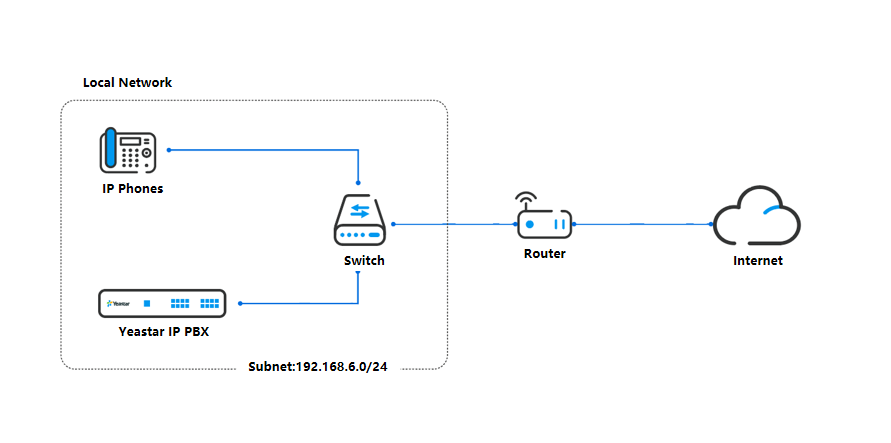 Local Network
IP Phones
Switch
Router
Internet
Yeastar
Yeastar IP PBX
Subnet:192.168.6.0/24